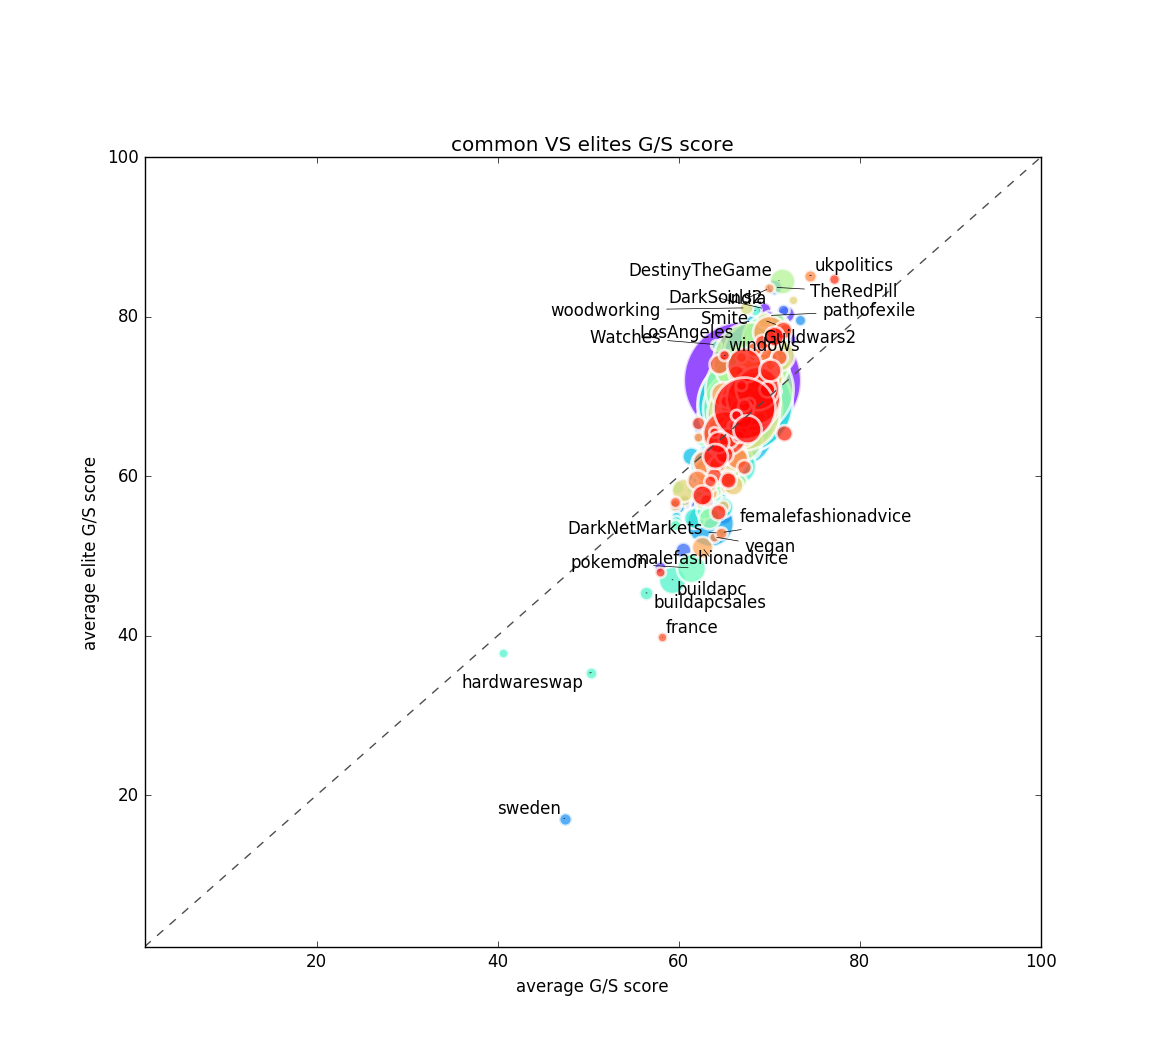 common VS elites G/S score
100
80
60
40
20
average elite G/S score
DestinyTheGame
ukpolitics
TheRedPill
DarkSouls2
india
woodworking
pathofexile
Smite
LosAngeles
Watches
Guildwars2
windows
femalefashionadvice
DarkNetMarkets
vegan
malefashionadvice
pokemon
buildapc
buildapcsales
france
hardwareswap
sweden
20
40
60
80
100
average G/S score